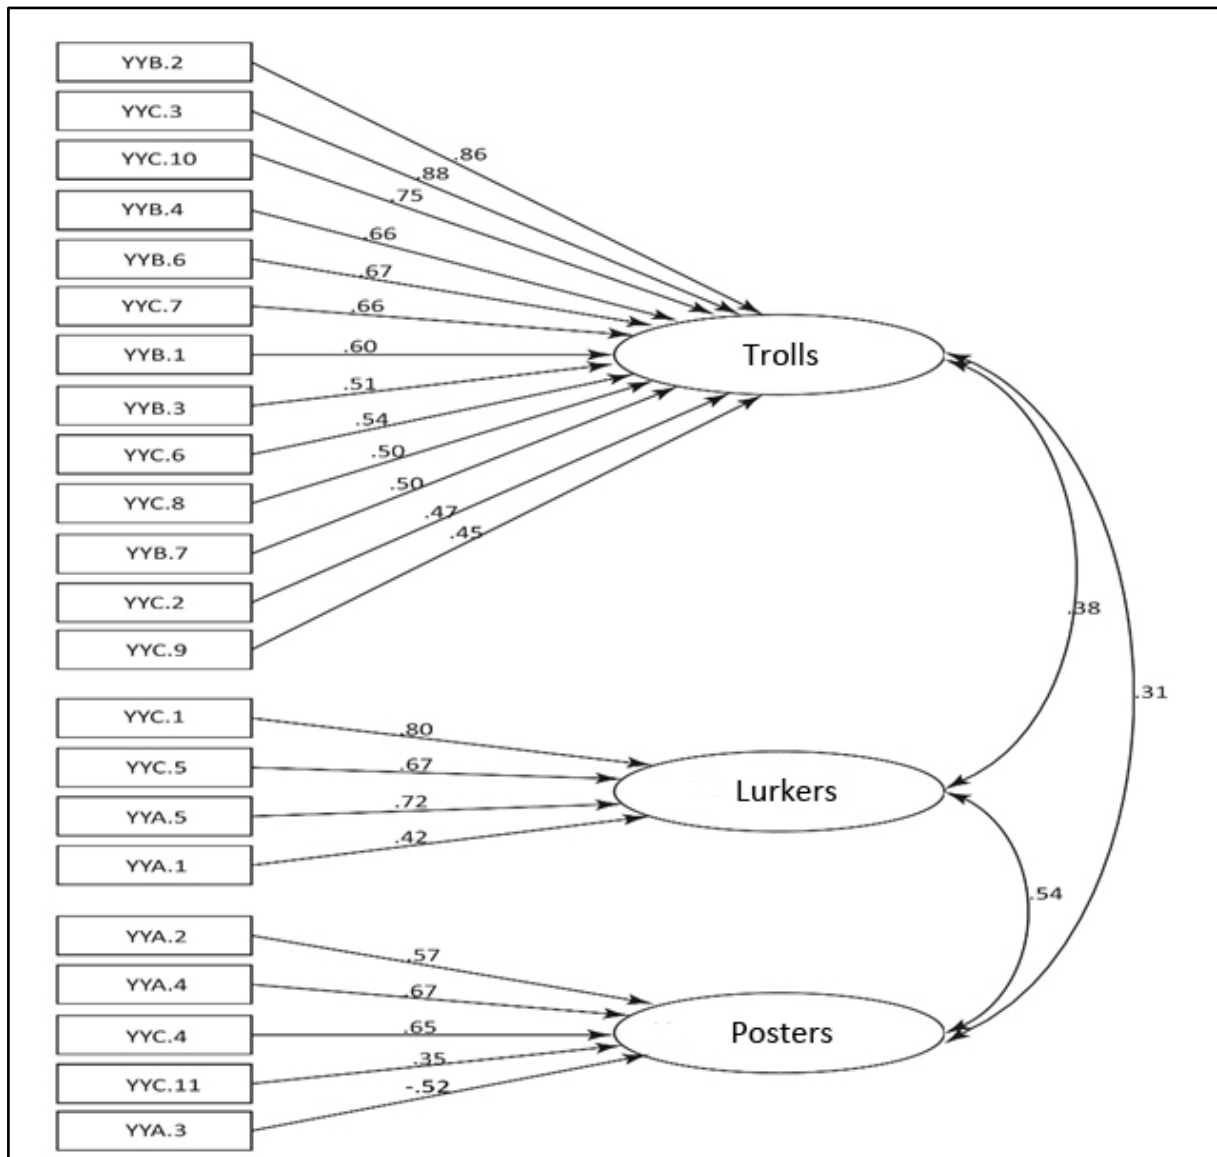 YYB.2
YYC.3
YYC.10
YYB.4
YYB.6
YYC.7
YYB.1
YYB.3
YYC.6
YYC.8
YYB.7
YYC.2
YYC.9
.86
.88
.75
.66
.67
.66
.60
.51
.54
.50
.50
.47
.45
Trolls
YYC.1
YYC.5
YYA.5
YYA.1
.80
.67
.72
.42
Lurkers
YYA.2
YYA.4
YYC.4
YYC.11
YYA.3
.57
.67
.65
.35
-.52
Posters
.38
.31
.54